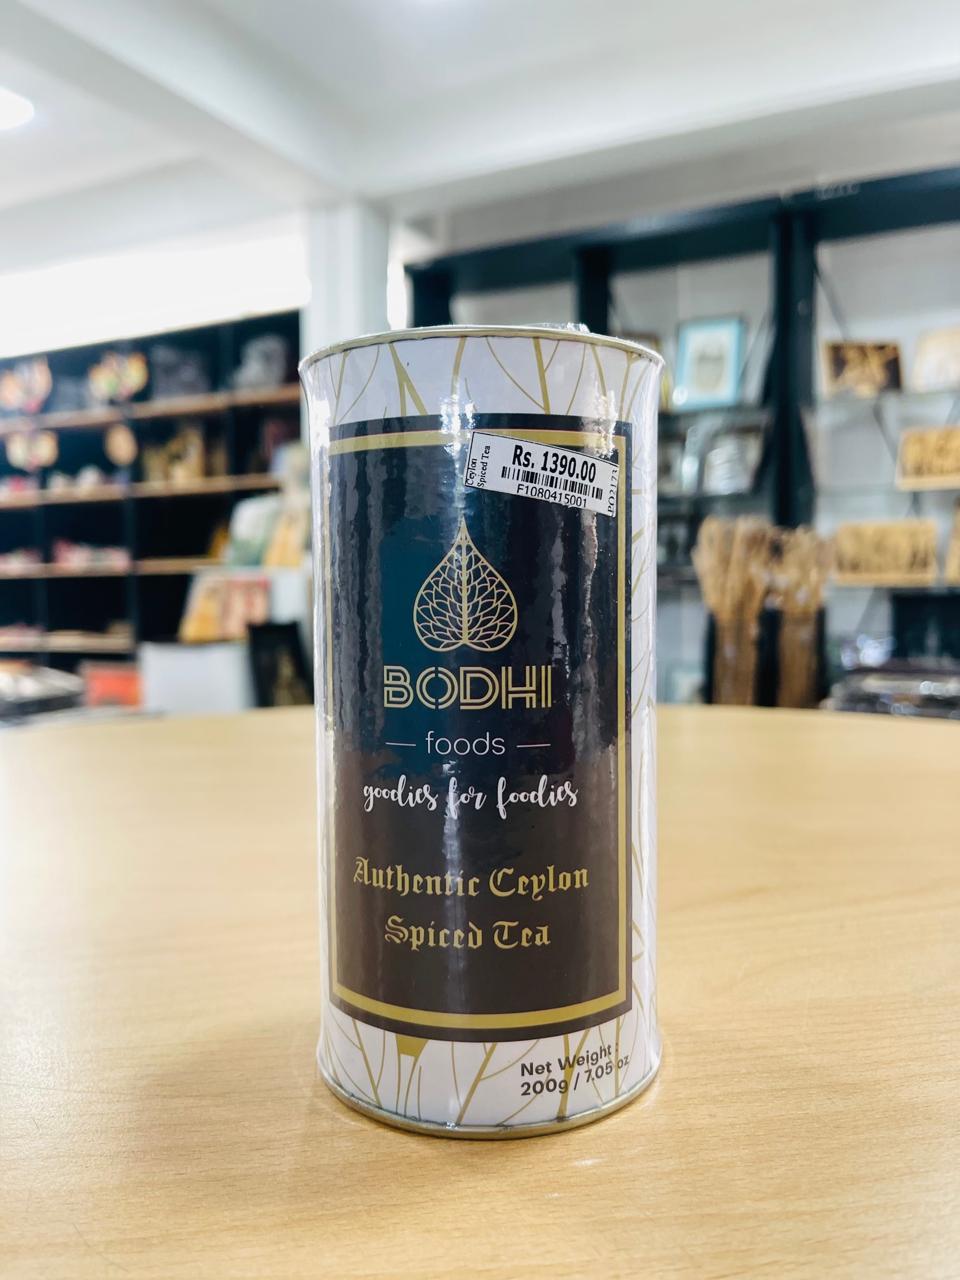 Ceylon
Spiced Tea
Rs. 1390.00
F1080415001
BODHI
foods
goodies for foodies
Authentic Ceylon
Spiced Tea
Net Weight :
200g / 7.05 oz